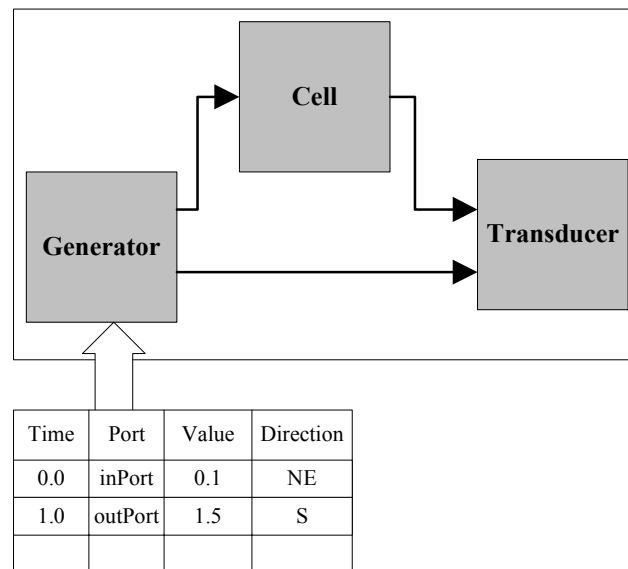 Cell
Generator
Transducer
Time Port Value Direction
0.0 inPort 0.1 NE
1.0 outPort 1.5 S